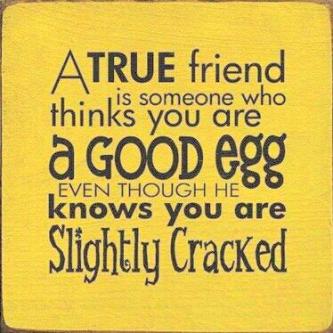 A TRUE friend
is someone who
thinks you are
a GOOD egg
EVEN THOUGH HE
knows you are
Slightly Cracked